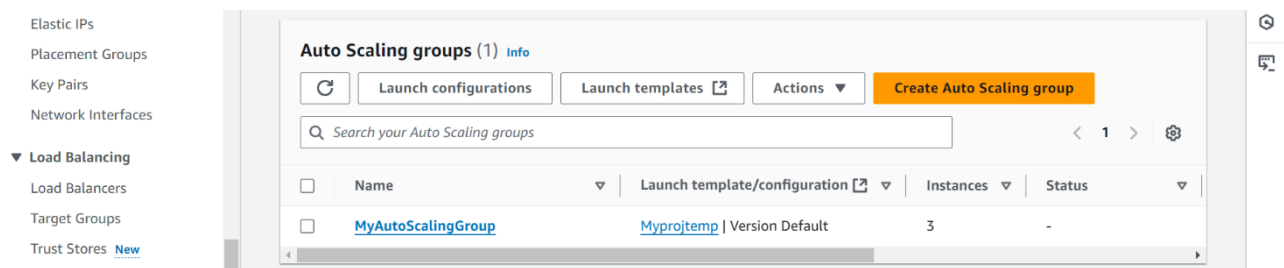 Elastic IPs
Placement Groups
Key Pairs
Network Interfaces
Load Balancing
Load Balancers
Target Groups
Trust Stores New
Auto Scaling groups (1) Info
Launch configurations Launch templates Actions Create Auto Scaling group
Search your Auto Scaling groups 1
Name Launch template/configuration Instances Status
MyAutoScalingGroup Myprojtemp | Version Default 3 -